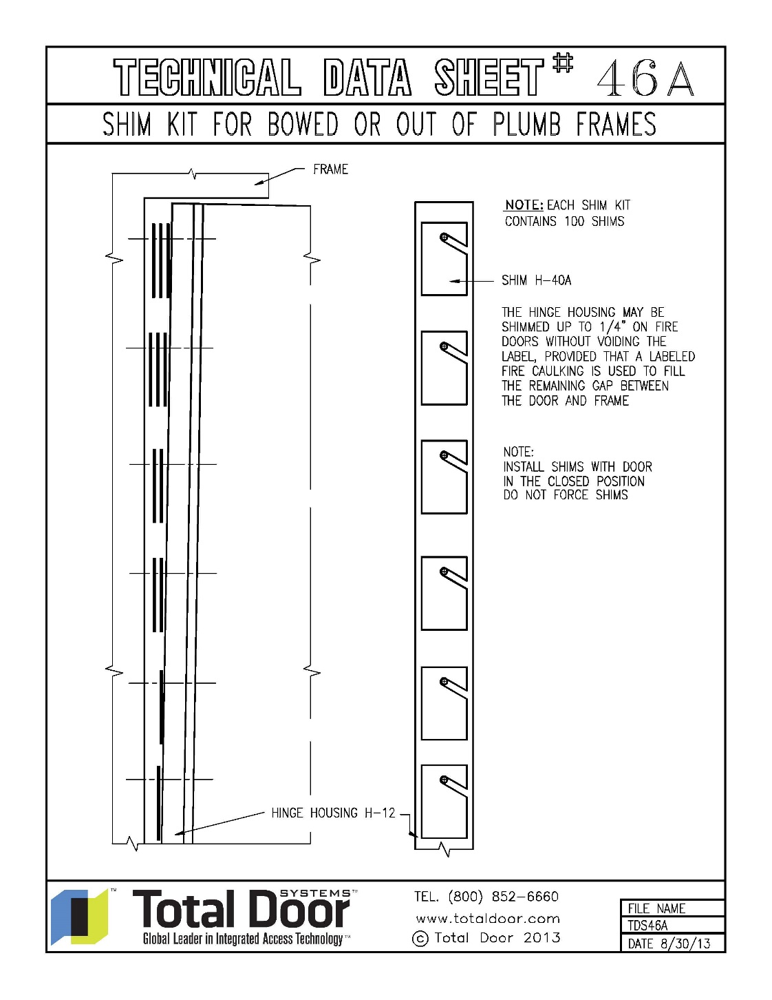 TECHNICAL DATA SHEET # 46A
SHIM KIT FOR BOWED OR OUT OF PLUMB FRAMES
FRAME
NOTE: EACH SHIM KIT
CONTAINS 100 SHIMS
SHIM H-40A
THE HINGE HOUSING MAY BE
SHIMMED UP TO 1/4" ON FIRE
DOORS WITHOUT VOIDING THE
LABEL, PROVIDED THAT A LABELED
FIRE CAULKING IS USED TO FILL
THE REMAINING GAP BETWEEN
THE DOOR AND FRAME
NOTE:
INSTALL SHIMS WITH DOOR
IN THE CLOSED POSITION
DO NOT FORCE SHIMS
HINGE HOUSING H-12
™
SYSTEMS™
Total Door
Global Leader in Integrated Access Technology™
TEL. (800) 852-6660
www.totaldoor.com
© Total Door 2013
FILE NAME
TDS46A
DATE 8/30/13